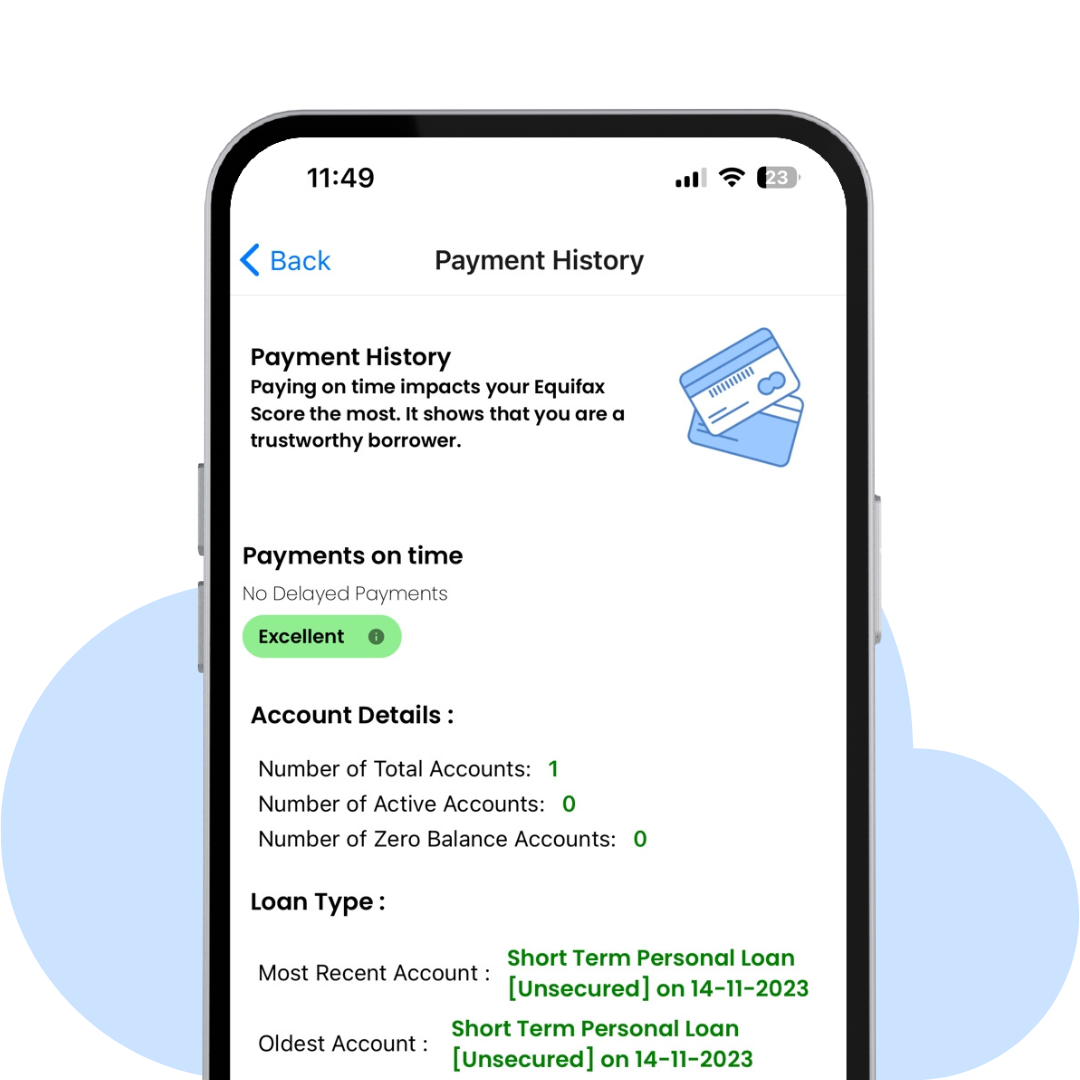 11:49
23
Back
Payment History
Payment History
Paying on time impacts your Equifax
Score the most. It shows that you are a
trustworthy borrower.
Payments on time
No Delayed Payments
Excellent
Account Details :
Number of Total Accounts: 1
Number of Active Accounts: 0
Number of Zero Balance Accounts: 0
Loan Type :
Most Recent Account :
Short Term Personal Loan
[Unsecured] on 14-11-2023
Oldest Account :
Short Term Personal Loan
[Unsecured] on 14-11-2023